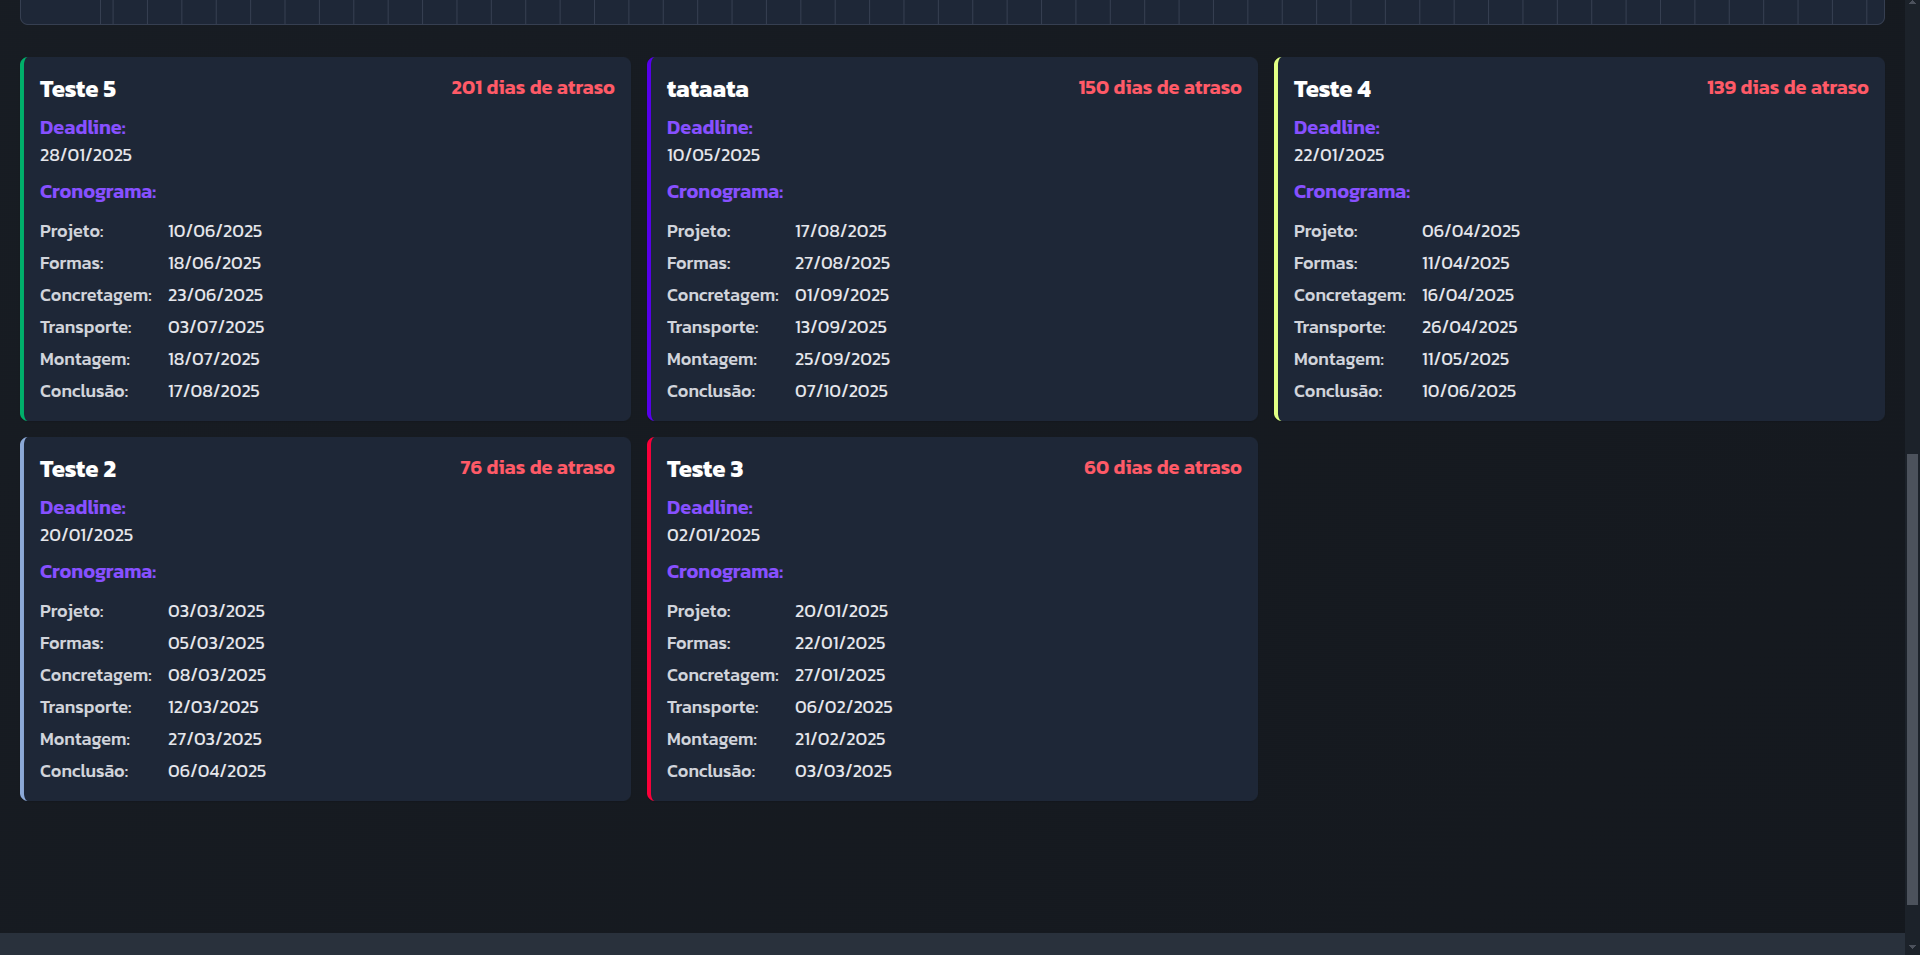 Teste 5 201 dias de atraso
Deadline:
28/01/2025
Cronograma:
Projeto: 10/06/2025
Formas: 18/06/2025
Concretagem: 23/06/2025
Transporte: 03/07/2025
Montagem: 18/07/2025
Conclusão: 17/08/2025
tataata 150 dias de atraso
Deadline:
10/05/2025
Cronograma:
Projeto: 17/08/2025
Formas: 27/08/2025
Concretagem: 01/09/2025
Transporte: 13/09/2025
Montagem: 25/09/2025
Conclusão: 07/10/2025
Teste 4 139 dias de atraso
Deadline:
22/01/2025
Cronograma:
Projeto: 06/04/2025
Formas: 11/04/2025
Concretagem: 16/04/2025
Transporte: 26/04/2025
Montagem: 11/05/2025
Conclusão: 10/06/2025
Teste 2 76 dias de atraso
Deadline:
20/01/2025
Cronograma:
Projeto: 03/03/2025
Formas: 05/03/2025
Concretagem: 08/03/2025
Transporte: 12/03/2025
Montagem: 27/03/2025
Conclusão: 06/04/2025
Teste 3 60 dias de atraso
Deadline:
02/01/2025
Cronograma:
Projeto: 20/01/2025
Formas: 22/01/2025
Concretagem: 27/01/2025
Transporte: 06/02/2025
Montagem: 21/02/2025
Conclusão: 03/03/2025